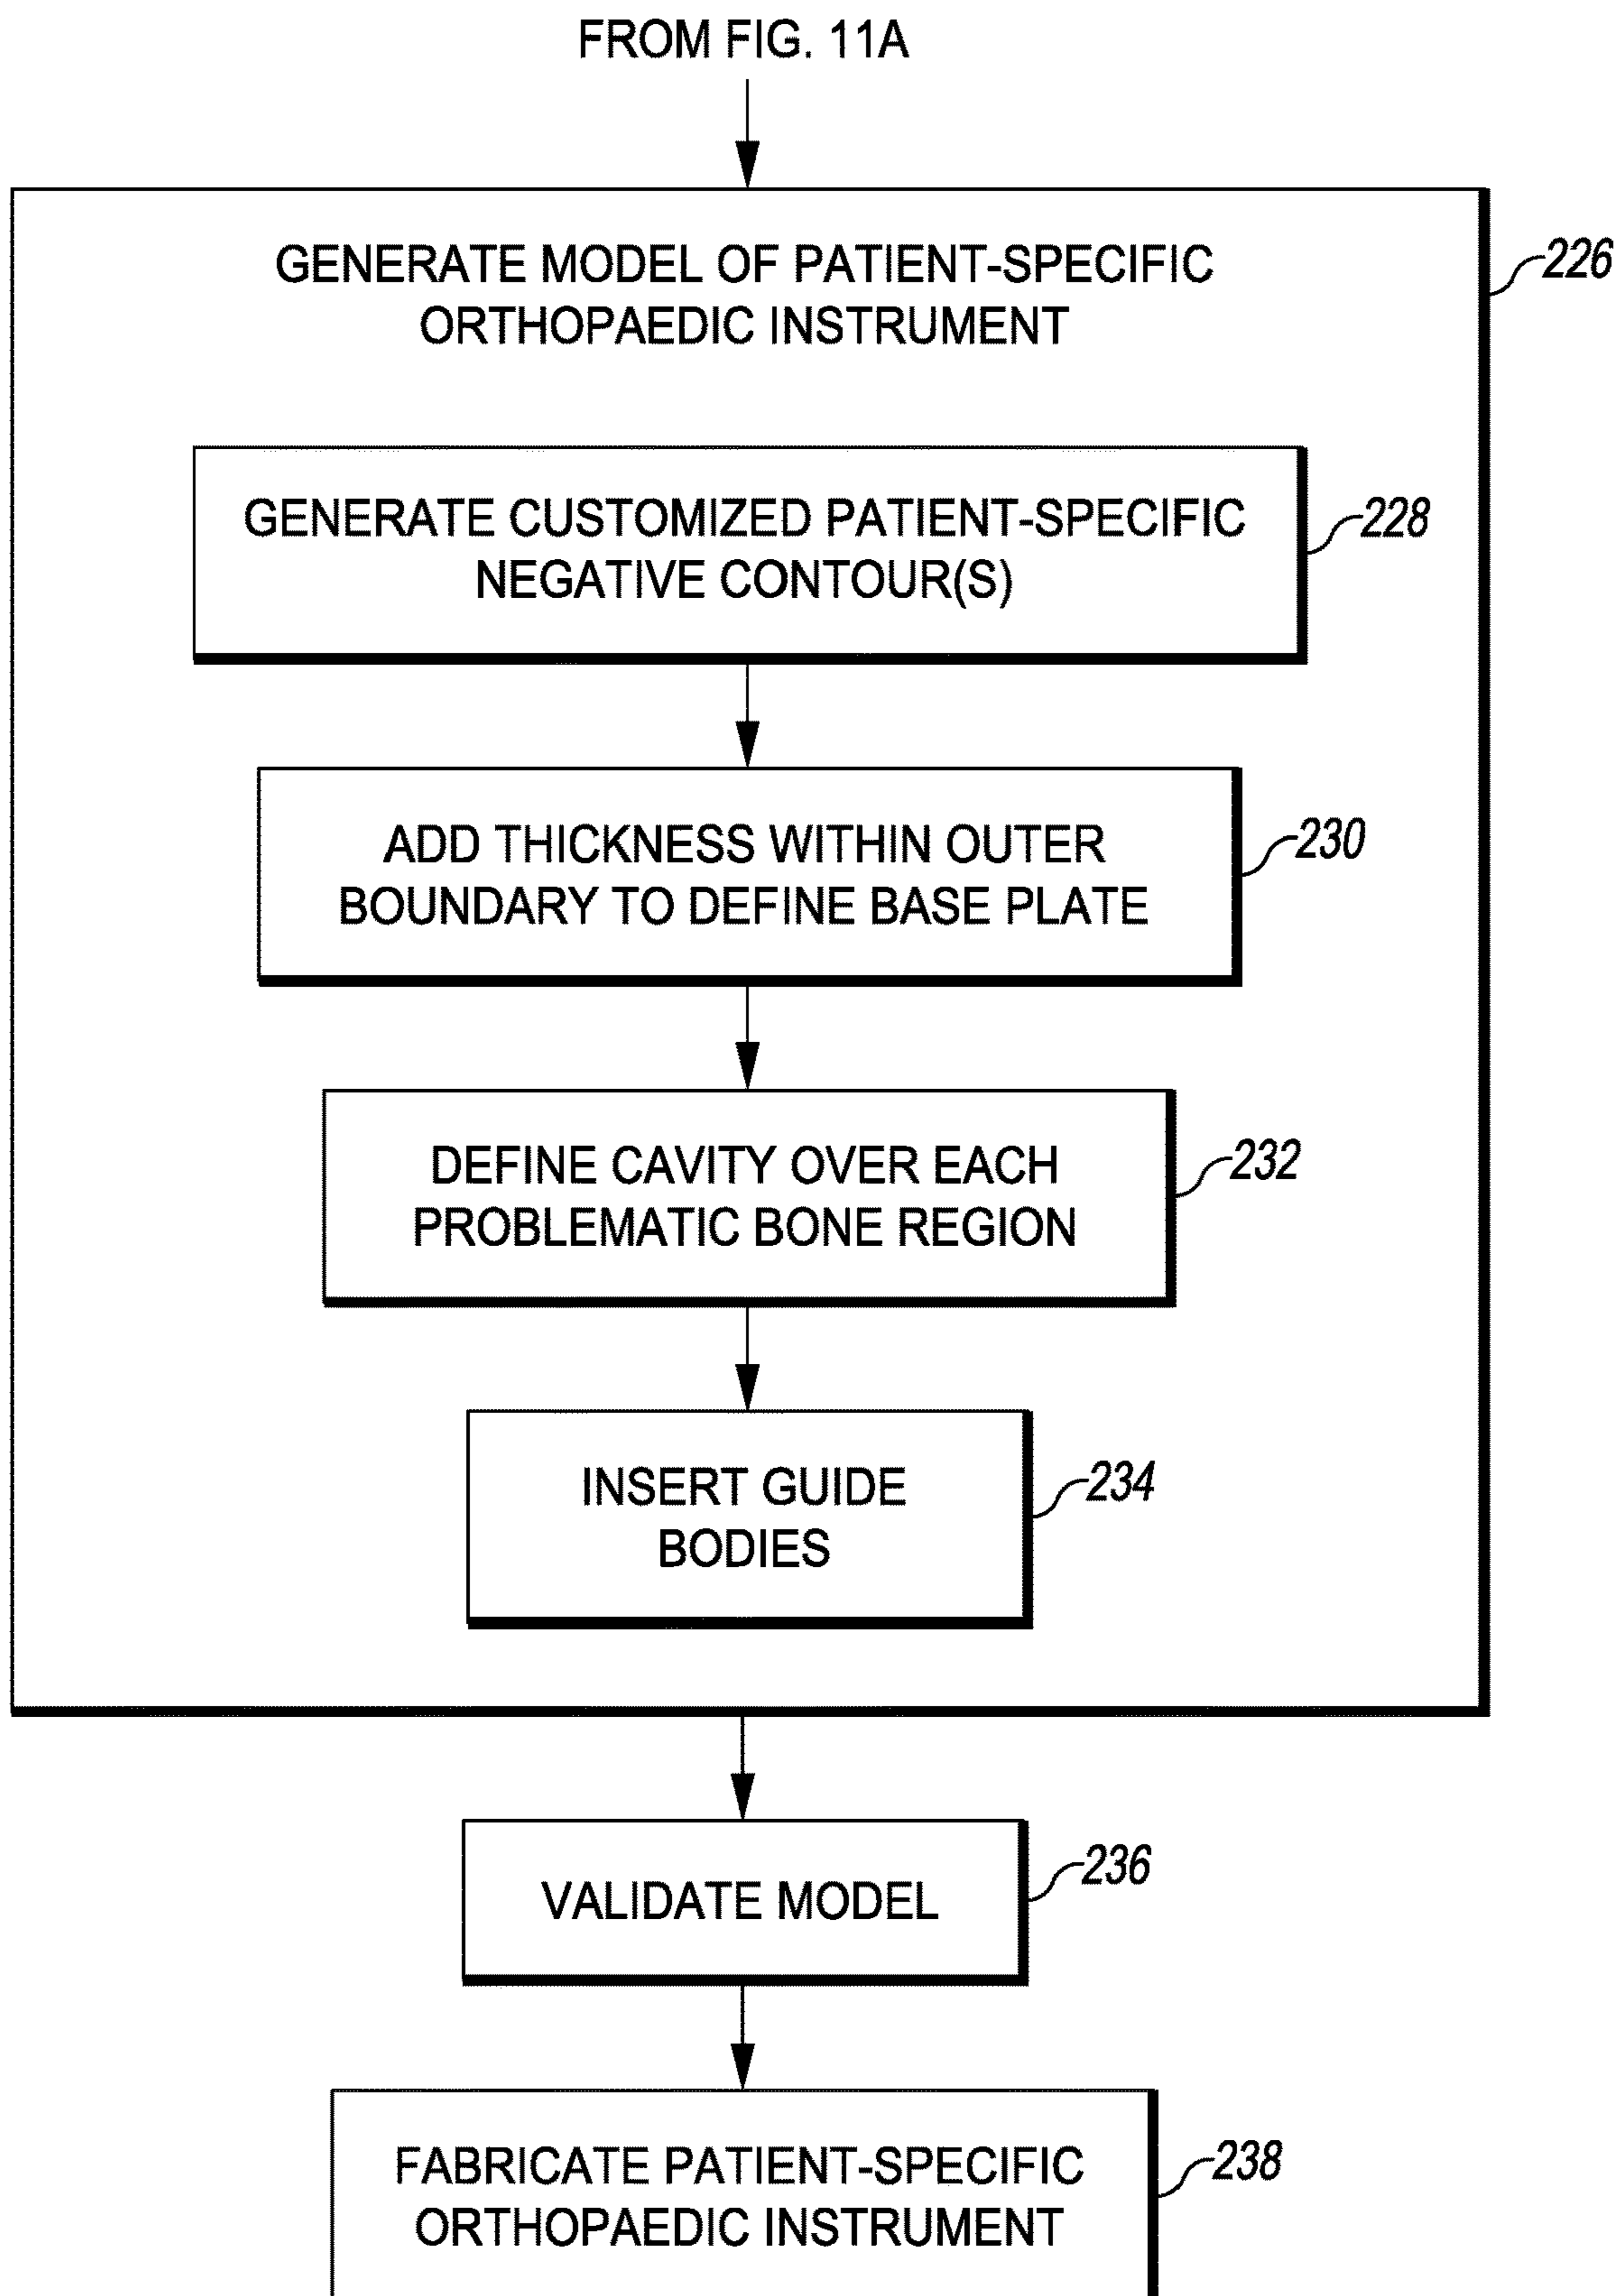 FROM FIG. 11A
GENERATE MODEL OF PATIENT-SPECIFIC
ORTHOPAEDIC INSTRUMENT
226
GENERATE CUSTOMIZED PATIENT-SPECIFIC
NEGATIVE CONTOUR(S)
228
ADD THICKNESS WITHIN OUTER
BOUNDARY TO DEFINE BASE PLATE
230
DEFINE CAVITY OVER EACH
PROBLEMATIC BONE REGION
232
INSERT GUIDE
BODIES
234
VALIDATE MODEL
236
FABRICATE PATIENT-SPECIFIC
ORTHOPAEDIC INSTRUMENT
238